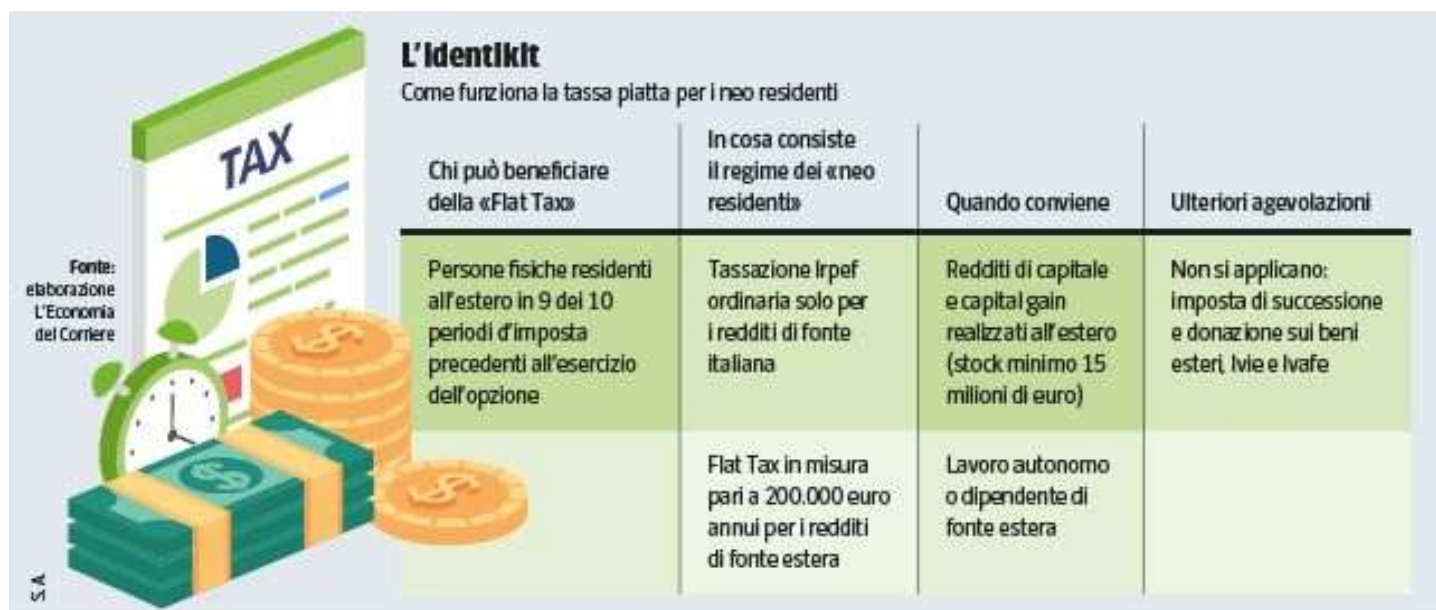 L'identikit
Come funziona la tassa piatta per i neo residenti
TAX
Fonte:
elaborazione
L'Economia
del Corriere
Chi può beneficiare
della «Flat Tax»
Persone fisiche residenti
all'estero in 9 dei 10
periodi d'imposta
precedenti all'esercizio
dell'opzione
In cosa consiste
il regime dei «neo
residenti»
Tassazione Irpef
ordinaria solo per
i redditi di fonte
italiana
Flat Tax in misura
pari a 200.000 euro
annui per i redditi
di fonte estera
Quando conviene
Redditi di capitale
e capital gain
realizzati all'estero
(stock minimo 15
milioni di euro)
Lavoro autonomo
o dipendente di
fonte estera
Ulteriori agevolazioni
Non si applicano:
imposta di successione
e donazione sui beni
esteri, Ivie e Ivafe
S. A.